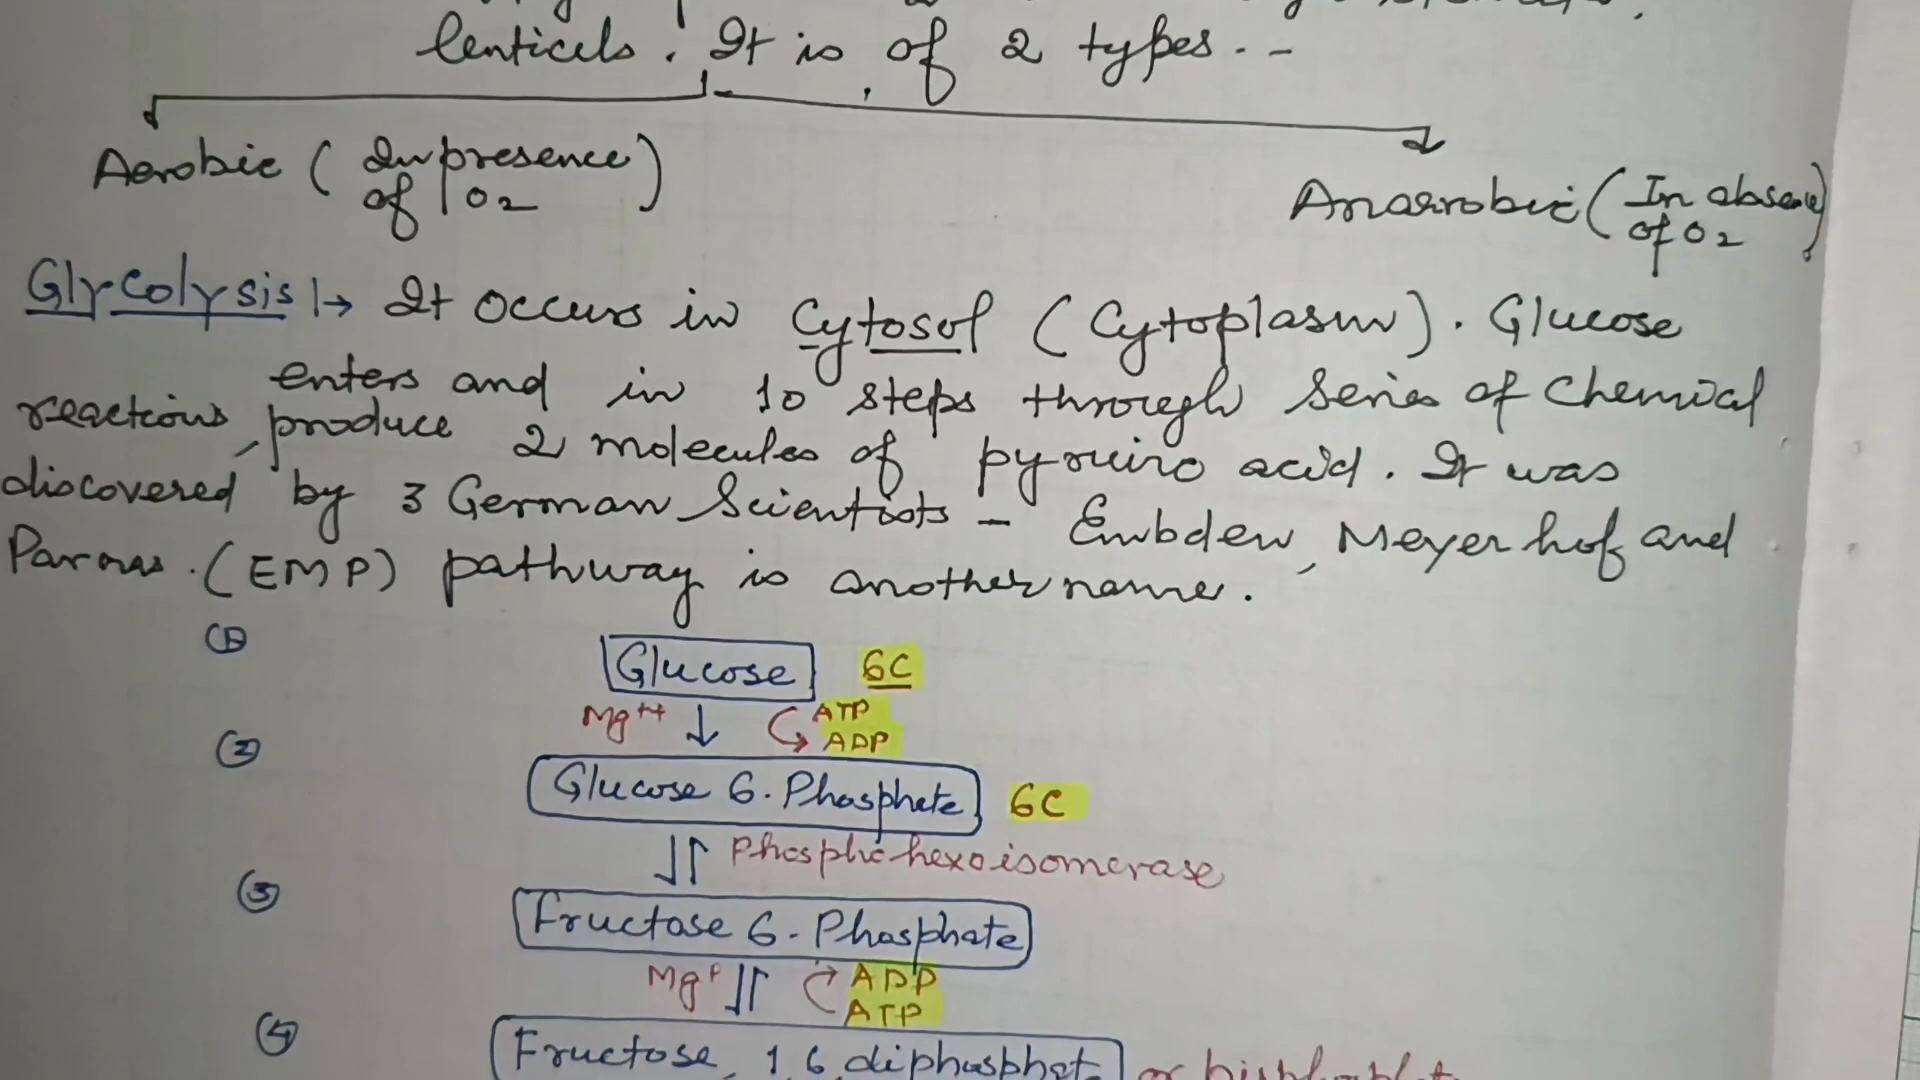 lenticels. It is of 2 types. -
Aerobic ( In presence of O2 )
Anaerobic ( In absence of O2 )
Glycolysis :→ It occurs in Cytosol ( Cytoplasm ). Glucose
enters and in 10 steps through series of chemical
reactions, produce 2 molecules of pyruvic acid. It was
discovered by 3 German Scientists - Embden, Meyerhof and
Parnas. (EMP) pathway is another name.
① Glucose 6C
Mg++ ↓ ATP
ADP
② Glucose 6. Phosphate 6C
↓↑ Phosphohexoisomerase
③ Fructose 6. Phosphate
Mg ↓↑ ADP
ATP
④ Fructose, 1,6 diphosphate or